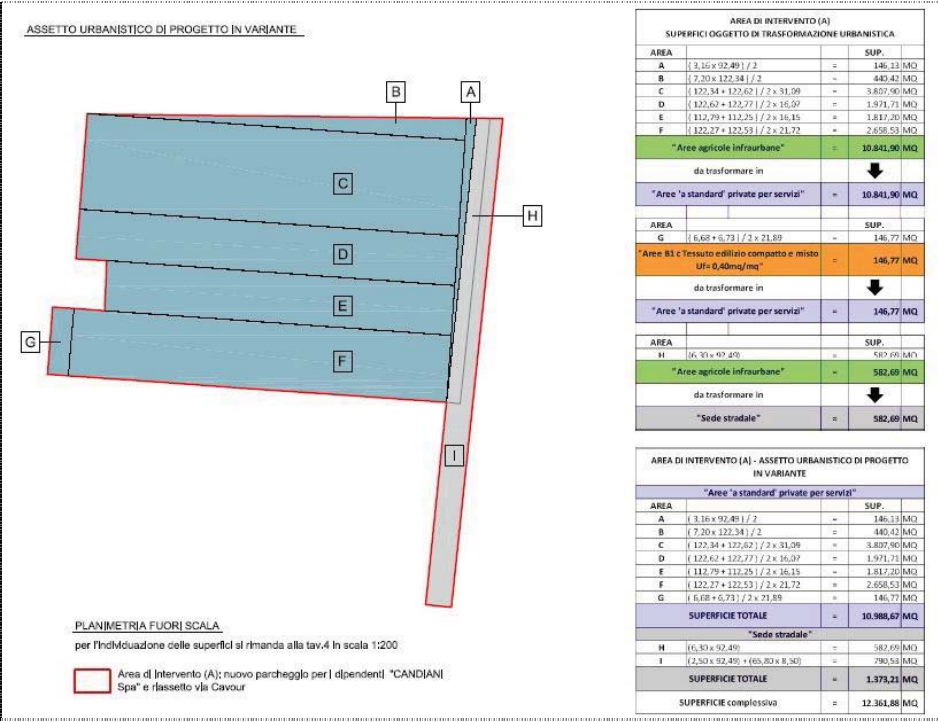 ASSETTO URBANISTICO DI PROGETTO IN VARIANTE
B
A
C
H
D
E
G
F
I
PLANIMETRIA FUORI SCALA
per l'individuazione delle superfici si rimanda alla tav.4 in scala 1:200
Area di intervento (A); nuovo parcheggio per i dipendenti "CANDIANI
Spa" e riassetto via Cavour
AREA DI INTERVENTO (A)
SUPERFICI OGGETTO DI TRASFORMAZIONE URBANISTICA
AREA SUP.
A ( 3,16 x 92,49 ) / 2 = 146,13 MQ
B ( 7,20 x 122,34 ) / 2 = 440,42 MQ
C ( 122,34 + 122,62 ) / 2 x 31,09 = 3.807,90 MQ
D ( 122,62 + 122,77 ) / 2 x 16,07 = 1.971,71 MQ
E ( 112,79 + 112,25 ) / 2 x 16,15 = 1.817,20 MQ
F ( 122,27 + 122,53 ) / 2 x 21,72 = 2.658,53 MQ
"Aree agricole infraurbane" = 10.841,90 MQ
da trasformare in
"Aree 'a standard' private per servizi" = 10.841,90 MQ
AREA SUP.
G ( 6,68 + 6,73 ) / 2 x 21,89 = 146,77 MQ
"Aree B1 c Tessuto edilizio compatto e misto
Uf= 0,40mq/mq" = 146,77 MQ
da trasformare in
"Aree 'a standard' private per servizi" = 146,77 MQ
AREA SUP.
H (6,30 x 92,49) = 582,69 MQ
"Aree agricole infraurbane" = 582,69 MQ
da trasformare in
"Sede stradale" = 582,69 MQ
AREA DI INTERVENTO (A) - ASSETTO URBANISTICO DI PROGETTO
IN VARIANTE
"Aree 'a standard' private per servizi"
AREA SUP.
A ( 3,16 x 92,49 ) / 2 = 146,13 MQ
B ( 7,20 x 122,34 ) / 2 = 440,42 MQ
C ( 122,34 + 122,62 ) / 2 x 31,09 = 3.807,90 MQ
D ( 122,62 + 122,77 ) / 2 x 16,07 = 1.971,71 MQ
E ( 112,79 + 112,25 ) / 2 x 16,15 = 1.817,20 MQ
F ( 122,27 + 122,53 ) / 2 x 21,72 = 2.658,53 MQ
G ( 6,68 + 6,73 ) / 2 x 21,89 = 146,77 MQ
SUPERFICIE TOTALE = 10.988,67 MQ
"Sede stradale"
H (6,30 x 92,49) = 582,69 MQ
I (2,50 x 92,49) + (65,80 x 8,50) = 790,53 MQ
SUPERFICIE TOTALE = 1.373,21 MQ
SUPERFICIE complessiva = 12.361,88 MQ